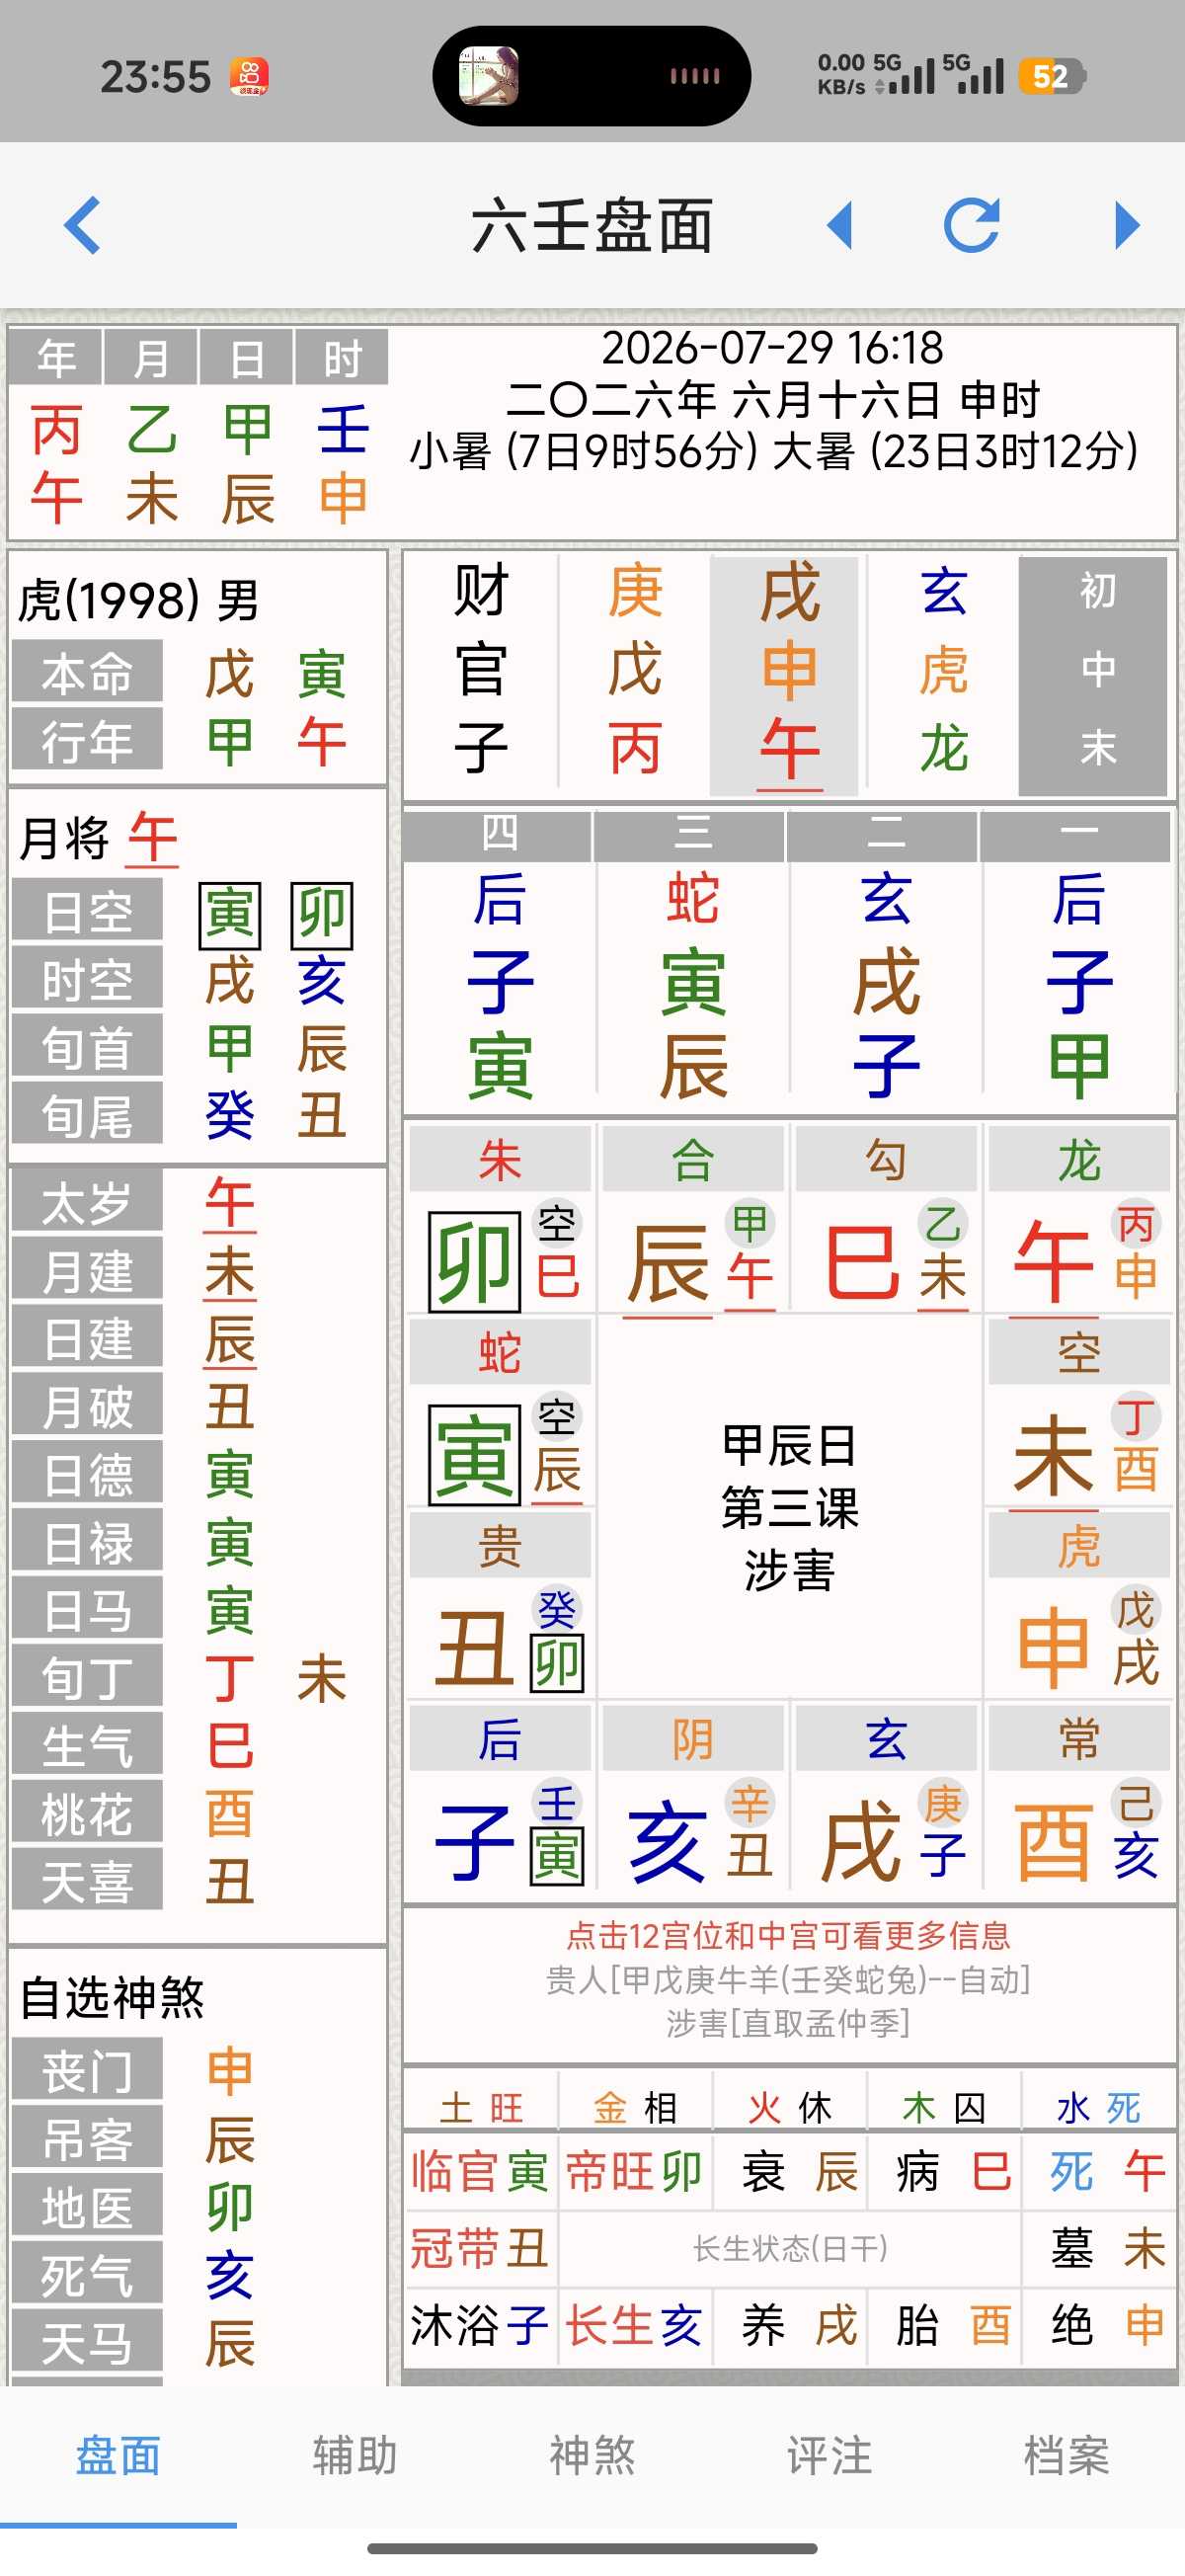 23:55
0.00 KB/s 5G 5G 52
六壬盘面
年 月 日 时
丙 乙 甲 壬
午 未 辰 申
2026-07-29 16:18
二〇二六年 六月十六日 申时
小暑 (7日9时56分) 大暑 (23日3时12分)
虎(1998) 男
本命 戊 寅
行年 甲 午
月将 午
日空 寅 卯
时空 戌 亥
旬首 甲 辰
旬尾 癸 丑
太岁 午
月建 未
日建 辰
月破 丑
日德 寅
日禄 寅
日马 寅
旬丁 丁 未
生气 巳
桃花 酉
天喜 丑
自选神煞
丧门 申
吊客 辰
地医 卯
死气 亥
天马 辰
财 庚 戌 玄 初
官 戊 申 虎 中
子 丙 午 龙 末
四 三 二 一
后 蛇 玄 后
子 寅 戌 子
寅 辰 子 甲
朱 合 勾 龙
卯 空 巳 辰 甲 午 巳 乙 未 午 丙 申
蛇 空
寅 空 辰 未 丁 酉
甲辰日
第三课
涉害
贵 虎
丑 癸 卯 申 戊 戌
后 阴 玄 常
子 壬 寅 亥 辛 丑 戌 庚 子 酉 己 亥
点击12宫位和中宫可看更多信息
贵人[甲戊庚牛羊(壬癸蛇兔)--自动]
涉害[直取孟仲季]
土 旺 金 相 火 休 木 囚 水 死
临官 寅 帝旺 卯 衰 辰 病 巳 死 午
冠带 丑 长生状态(日干) 墓 未
沐浴 子 长生 亥 养 戌 胎 酉 绝 申
盘面 辅助 神煞 评注 档案